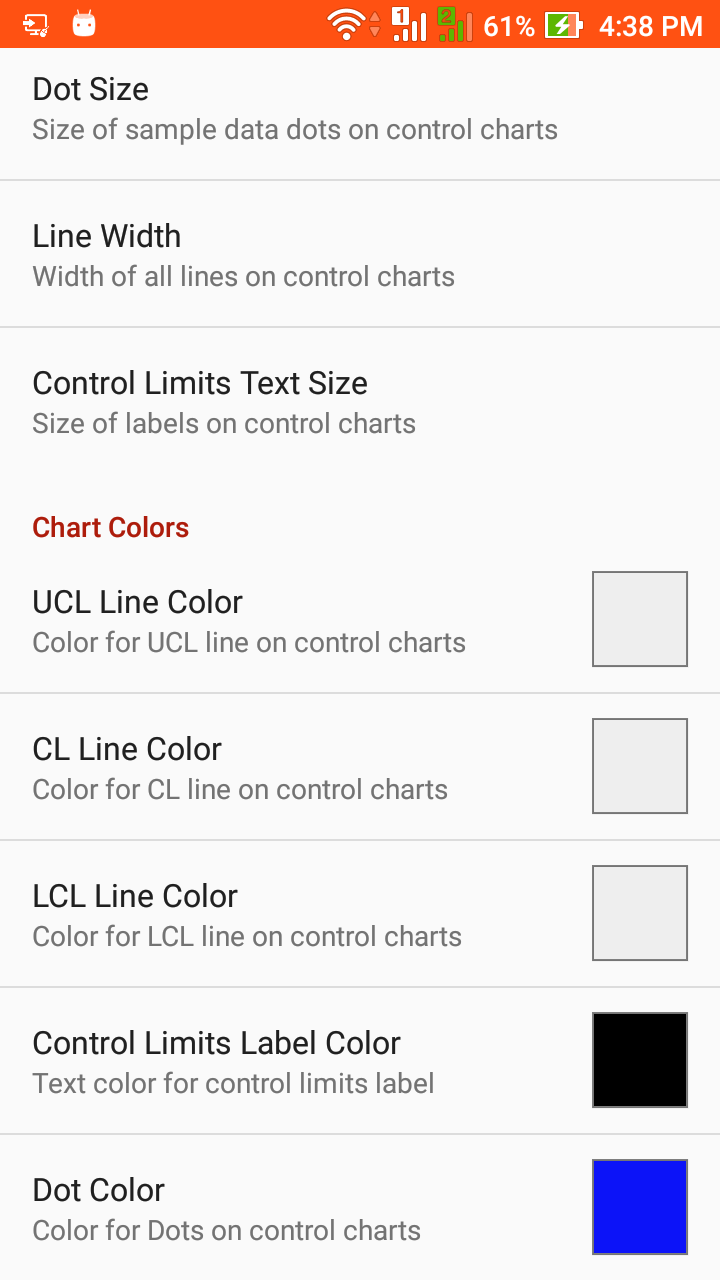 1 2 61% 4:38 PM
Dot Size
Size of sample data dots on control charts
Line Width
Width of all lines on control charts
Control Limits Text Size
Size of labels on control charts
Chart Colors
UCL Line Color
Color for UCL line on control charts
CL Line Color
Color for CL line on control charts
LCL Line Color
Color for LCL line on control charts
Control Limits Label Color
Text color for control limits label
Dot Color
Color for Dots on control charts